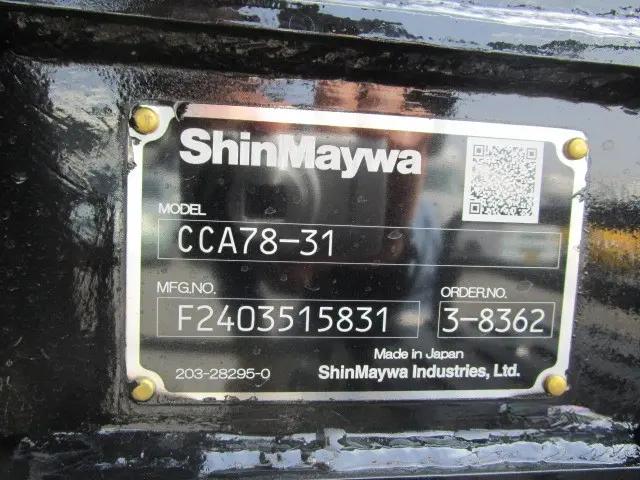 ShinMaywa
MODEL
CCA78-31
MFG.NO. ORDER.NO.
F2403515831 3-8362
Made in Japan
203-28295-0 ShinMaywa Industries, Ltd.